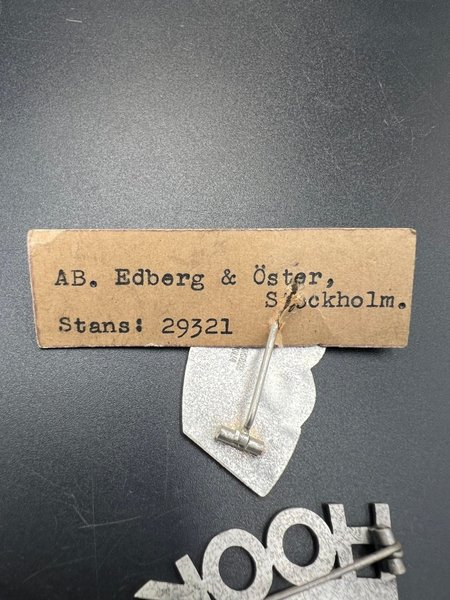 AB. Edberg & Öster,
Stockholm.
Stans: 29321